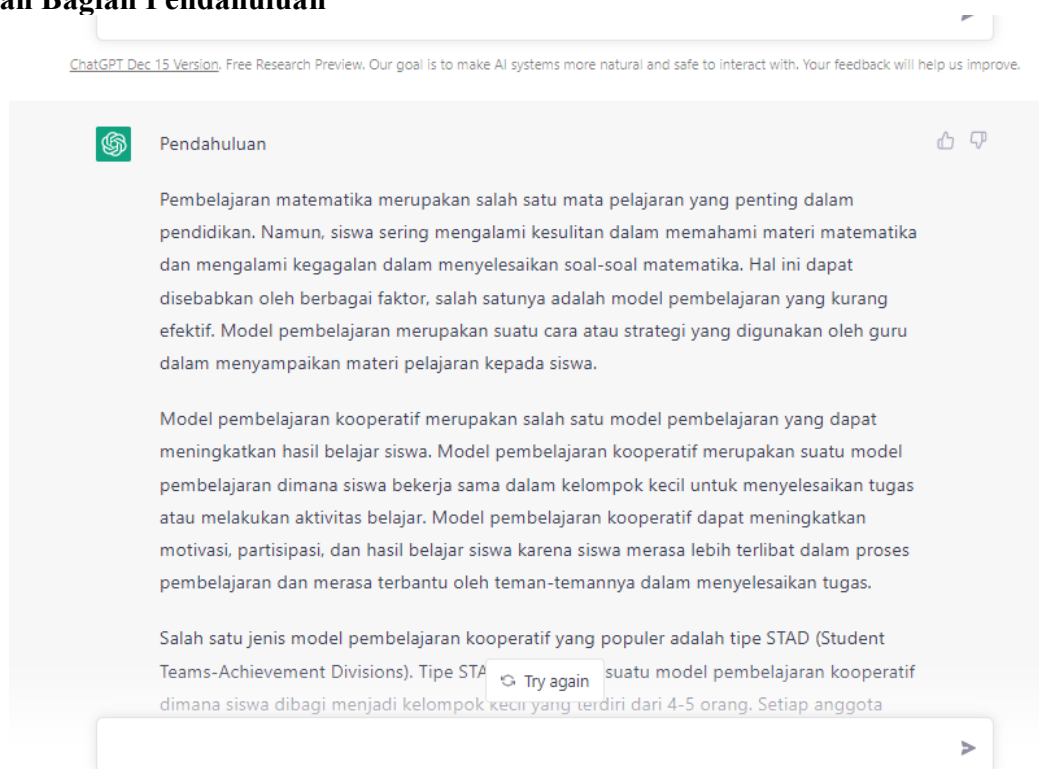 an Bagian Pendahuluan
ChatGPT Dec 15 Version. Free Research Preview. Our goal is to make AI systems more natural and safe to interact with. Your feedback will help us improve.
Pendahuluan
Pembelajaran matematika merupakan salah satu mata pelajaran yang penting dalam
pendidikan. Namun, siswa sering mengalami kesulitan dalam memahami materi matematika
dan mengalami kegagalan dalam menyelesaikan soal-soal matematika. Hal ini dapat
disebabkan oleh berbagai faktor, salah satunya adalah model pembelajaran yang kurang
efektif. Model pembelajaran merupakan suatu cara atau strategi yang digunakan oleh guru
dalam menyampaikan materi pelajaran kepada siswa.
Model pembelajaran kooperatif merupakan salah satu model pembelajaran yang dapat
meningkatkan hasil belajar siswa. Model pembelajaran kooperatif merupakan suatu model
pembelajaran dimana siswa bekerja sama dalam kelompok kecil untuk menyelesaikan tugas
atau melakukan aktivitas belajar. Model pembelajaran kooperatif dapat meningkatkan
motivasi, partisipasi, dan hasil belajar siswa karena siswa merasa lebih terlibat dalam proses
pembelajaran dan merasa terbantu oleh teman-temannya dalam menyelesaikan tugas.
Salah satu jenis model pembelajaran kooperatif yang populer adalah tipe STAD (Student
Teams-Achievement Divisions). Tipe STA suatu model pembelajaran kooperatif
Try again
dimana siswa dibagi menjadi kelompok kecil yang terdiri dari 4-5 orang. Setiap anggota